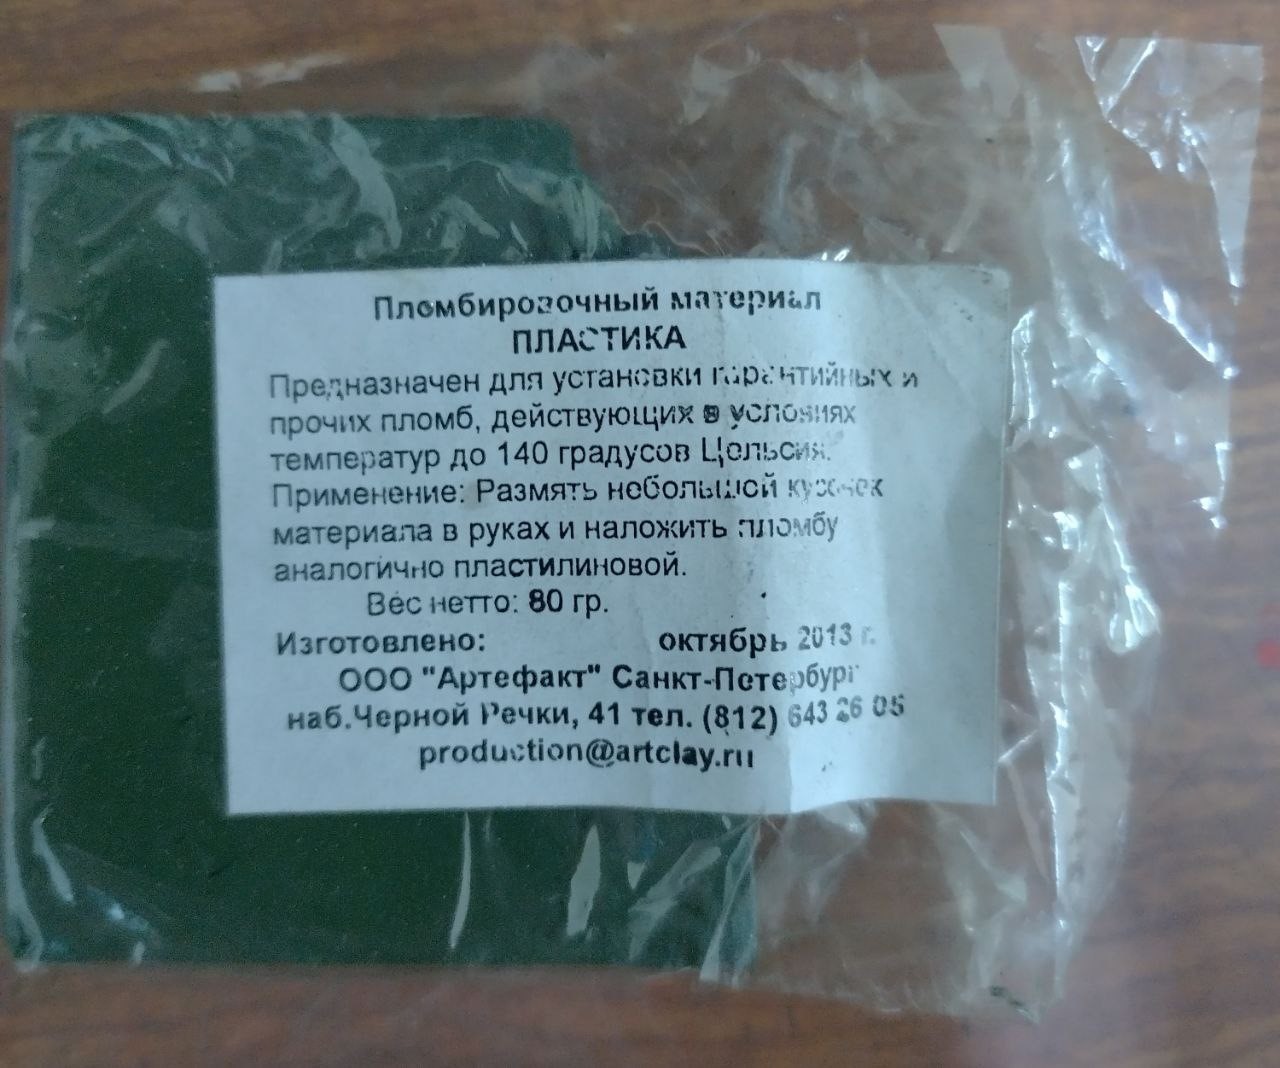 Пломбировочный материал
ПЛАСТИКА
Предназначен для установки гарантийных и
прочих пломб, действующих в условиях
температур до 140 градусов Цельсия.
Применение: Размять небольшой кусочек
материала в руках и наложить пломбу
аналогично пластилиновой.
Вес нетто: 80 гр.
Изготовлено: октябрь 2013 г.
ООО "Артефакт" Санкт-Петербург
наб.Черной Речки, 41 тел. (812) 643 26 05
production@artclay.ru